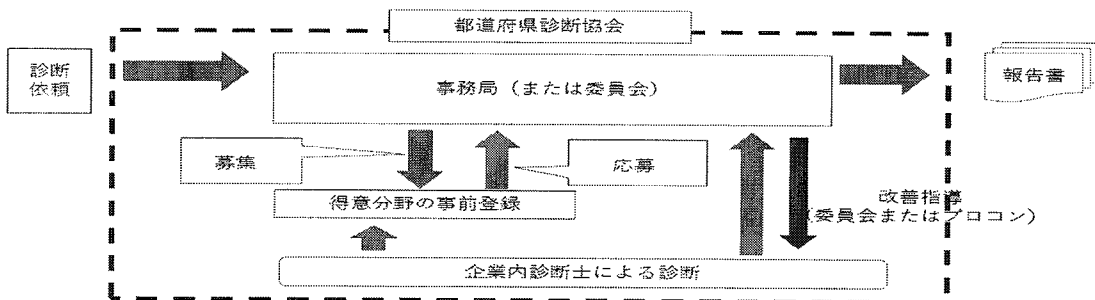 都道府県診断協会
診断
依頼
事務局（または委員会）
報告書
募集
応募
得意分野の事前登録
改善指導
（委員会またはプロコン）
企業内診断士による診断